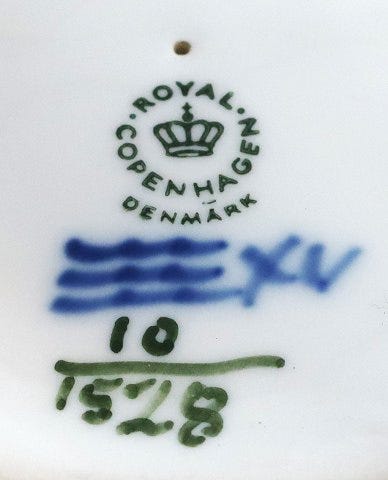 ROYAL
COPENHAGEN
DENMARK
XV
10
1528